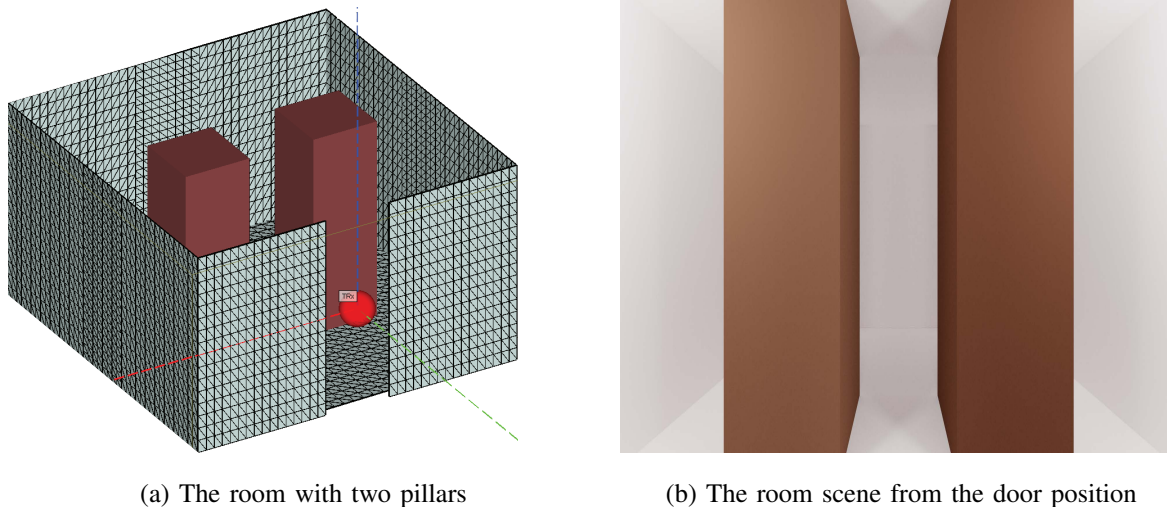 TRx
(a) The room with two pillars
(b) The room scene from the door position